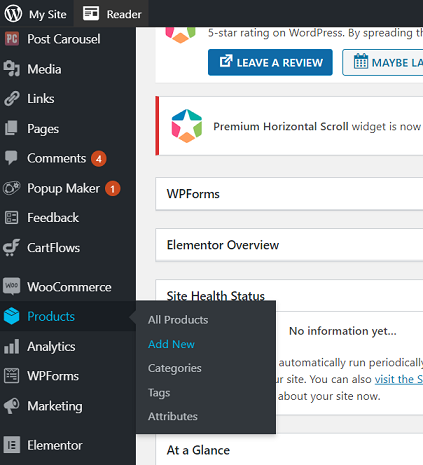 My Site Reader
Post Carousel
Media
Links
Pages
Comments 4
Popup Maker 1
Feedback
CartFlows
WooCommerce
Products
Analytics
WPForms
Marketing
Elementor
All Products
Add New
Categories
Tags
Attributes
5-star rating on WordPress. By spreading th
LEAVE A REVIEW MAYBE LA
Premium Horizontal Scroll widget is now
WPForms
Elementor Overview
Site Health Status
No information yet...
automatically run periodically
our site. You can also visit the S
about your site now.
At a Glance